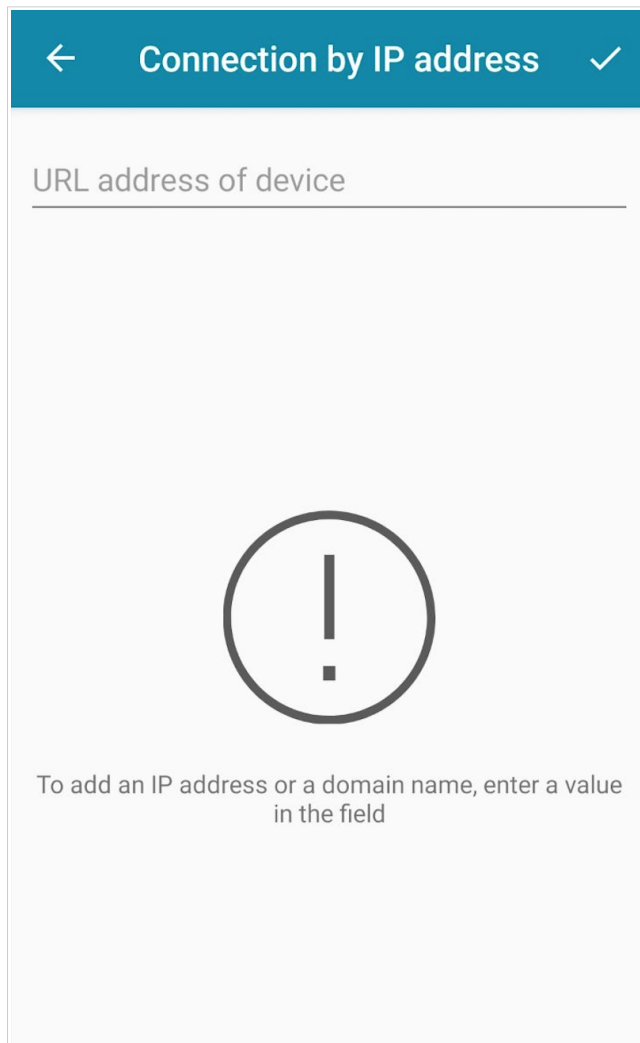 Connection by IP address
URL address of device
To add an IP address or a domain name, enter a value
in the field